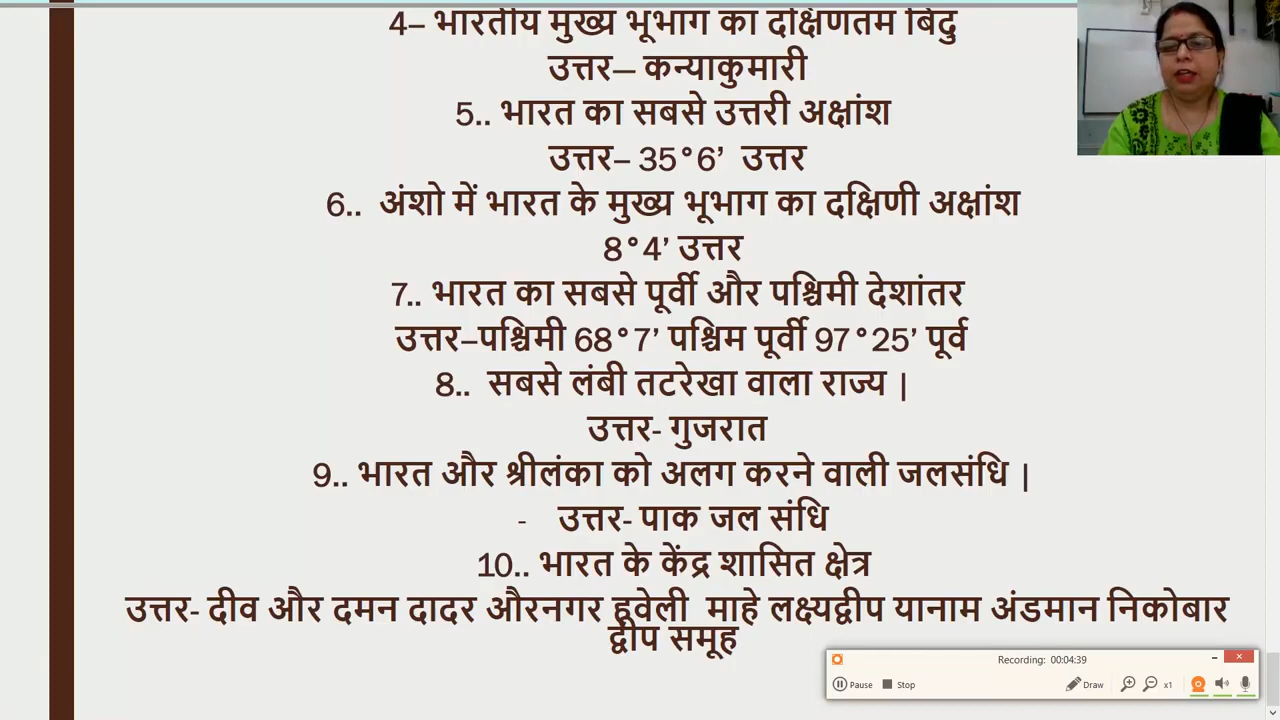 4– भारतीय मुख्य भूभाग का दक्षिणतम बिंदु
उत्तर– कन्याकुमारी
5.. भारत का सबसे उत्तरी अक्षांश
उत्तर– 35°6’ उत्तर
6.. अंशो में भारत के मुख्य भूभाग का दक्षिणी अक्षांश
8°4’ उत्तर
7.. भारत का सबसे पूर्वी और पश्चिमी देशांतर
उत्तर–पश्चिमी 68°7’ पश्चिम पूर्वी 97°25’ पूर्व
8.. सबसे लंबी तटरेखा वाला राज्य |
उत्तर- गुजरात
9.. भारत और श्रीलंका को अलग करने वाली जलसंधि |
- उत्तर- पाक जल संधि
10.. भारत के केंद्र शासित क्षेत्र
उत्तर- दीव और दमन दादर औरनगर हवेली माहे लक्ष्यद्वीप यानाम अंडमान निकोबार
द्वीप समूह
Recording: 00:04:39
Pause Stop Draw x1